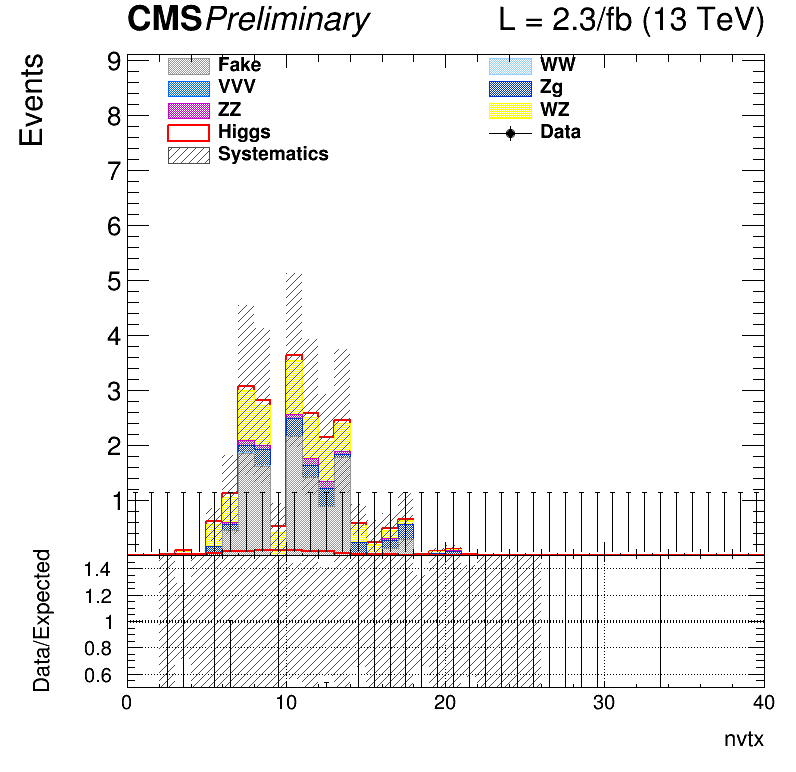 CMS Preliminary L = 2.3/fb (13 TeV)
Events
9
8
7
6
5
4
3
2
1
Fake
VVV
ZZ
Higgs
Systematics
WW
Zg
WZ
Data
Data/Expected
1.4
1.2
1
0.8
0.6
0 10 20 30 40
nvtx